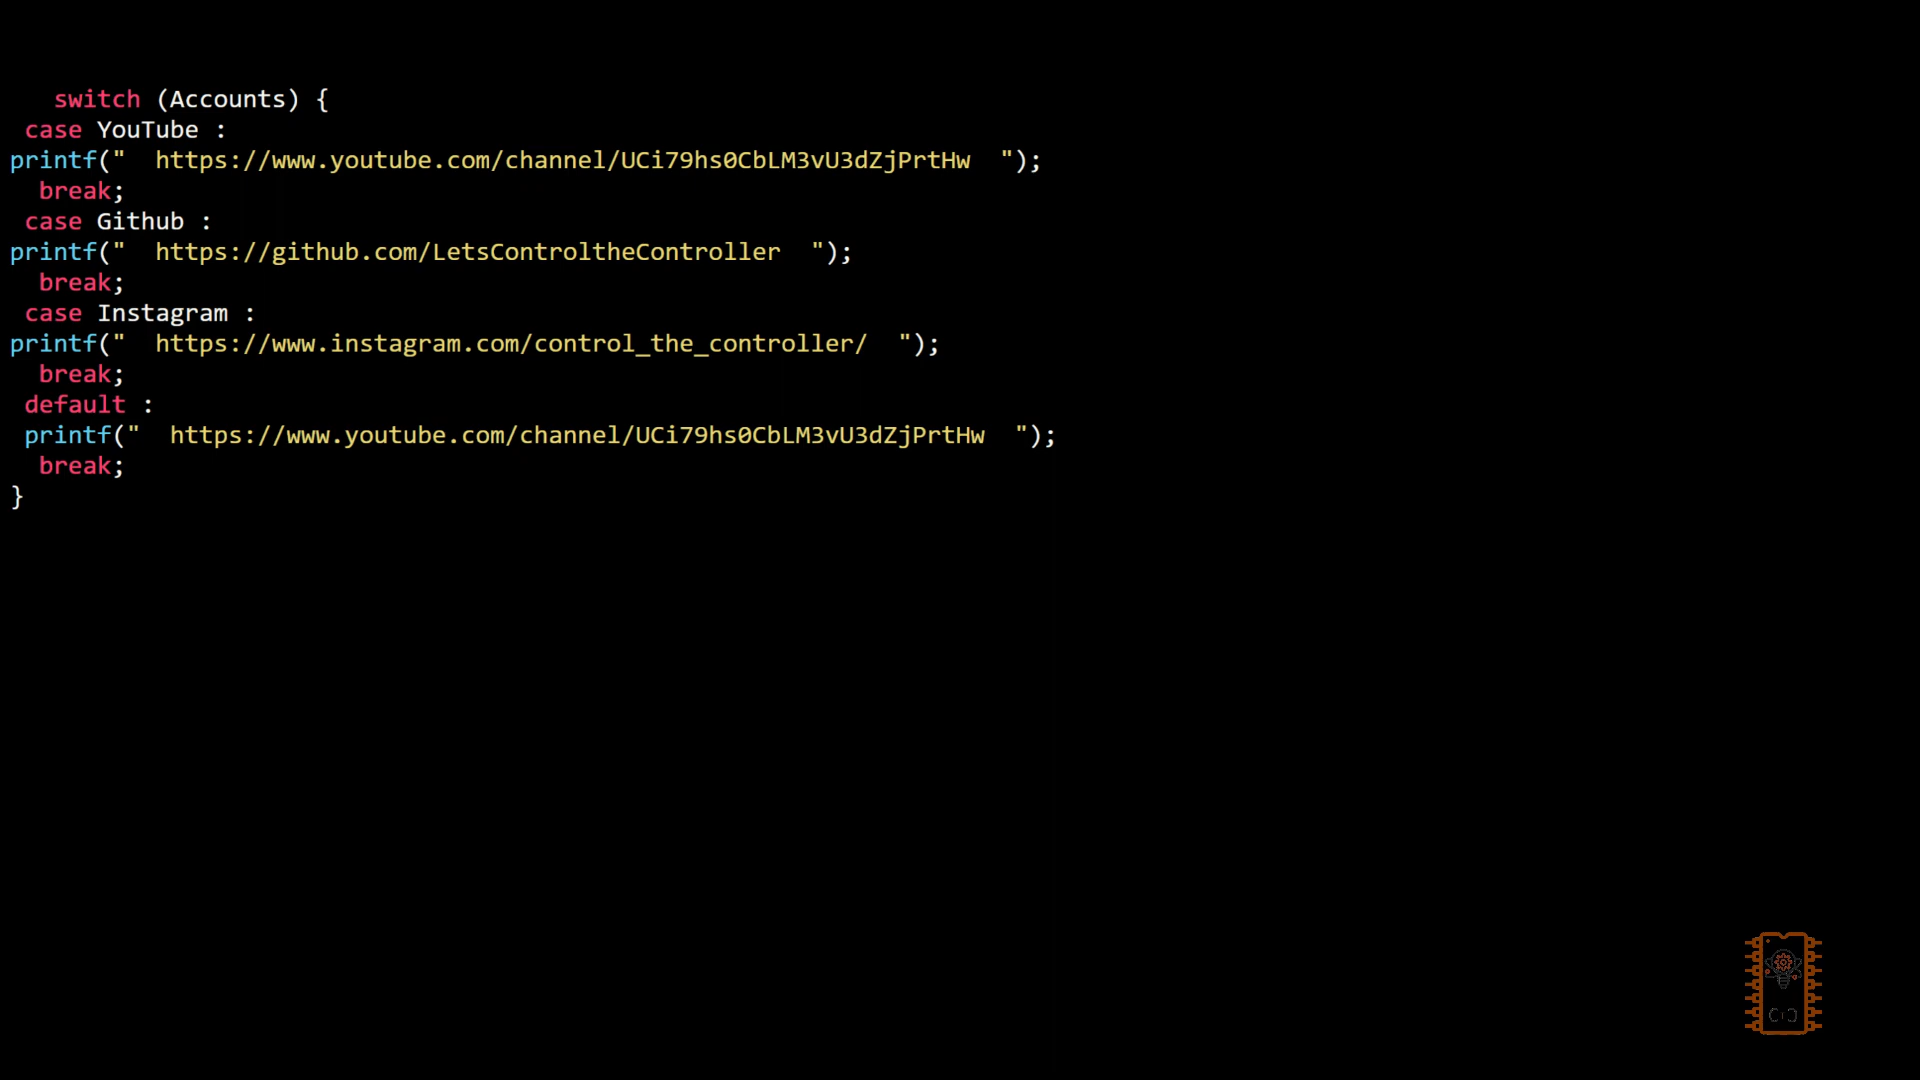 switch (Accounts) {
case YouTube :
printf("  https://www.youtube.com/channel/UCi79hs0CbLM3vU3dZjPrtHw  ");
break;
case Github :
printf("  https://github.com/LetsControltheController  ");
break;
case Instagram :
printf("  https://www.instagram.com/control_the_controller/  ");
break;
default :
printf("  https://www.youtube.com/channel/UCi79hs0CbLM3vU3dZjPrtHw  ");
break;
}